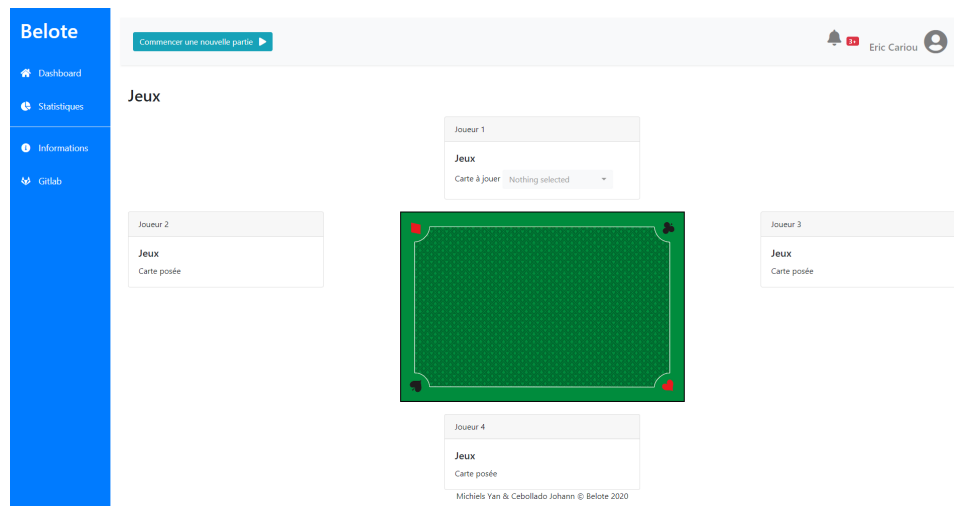 Belote
Commencer une nouvelle partie
3+
Eric Cariou
Dashboard
Statistiques
Informations
Gitlab
Jeux
Joueur 1
Jeux
Carte à jouer Nothing selected
Joueur 2
Jeux
Carte posée
Joueur 3
Jeux
Carte posée
Joueur 4
Jeux
Carte posée
Michiels Yan & Cebollado Johann © Belote 2020